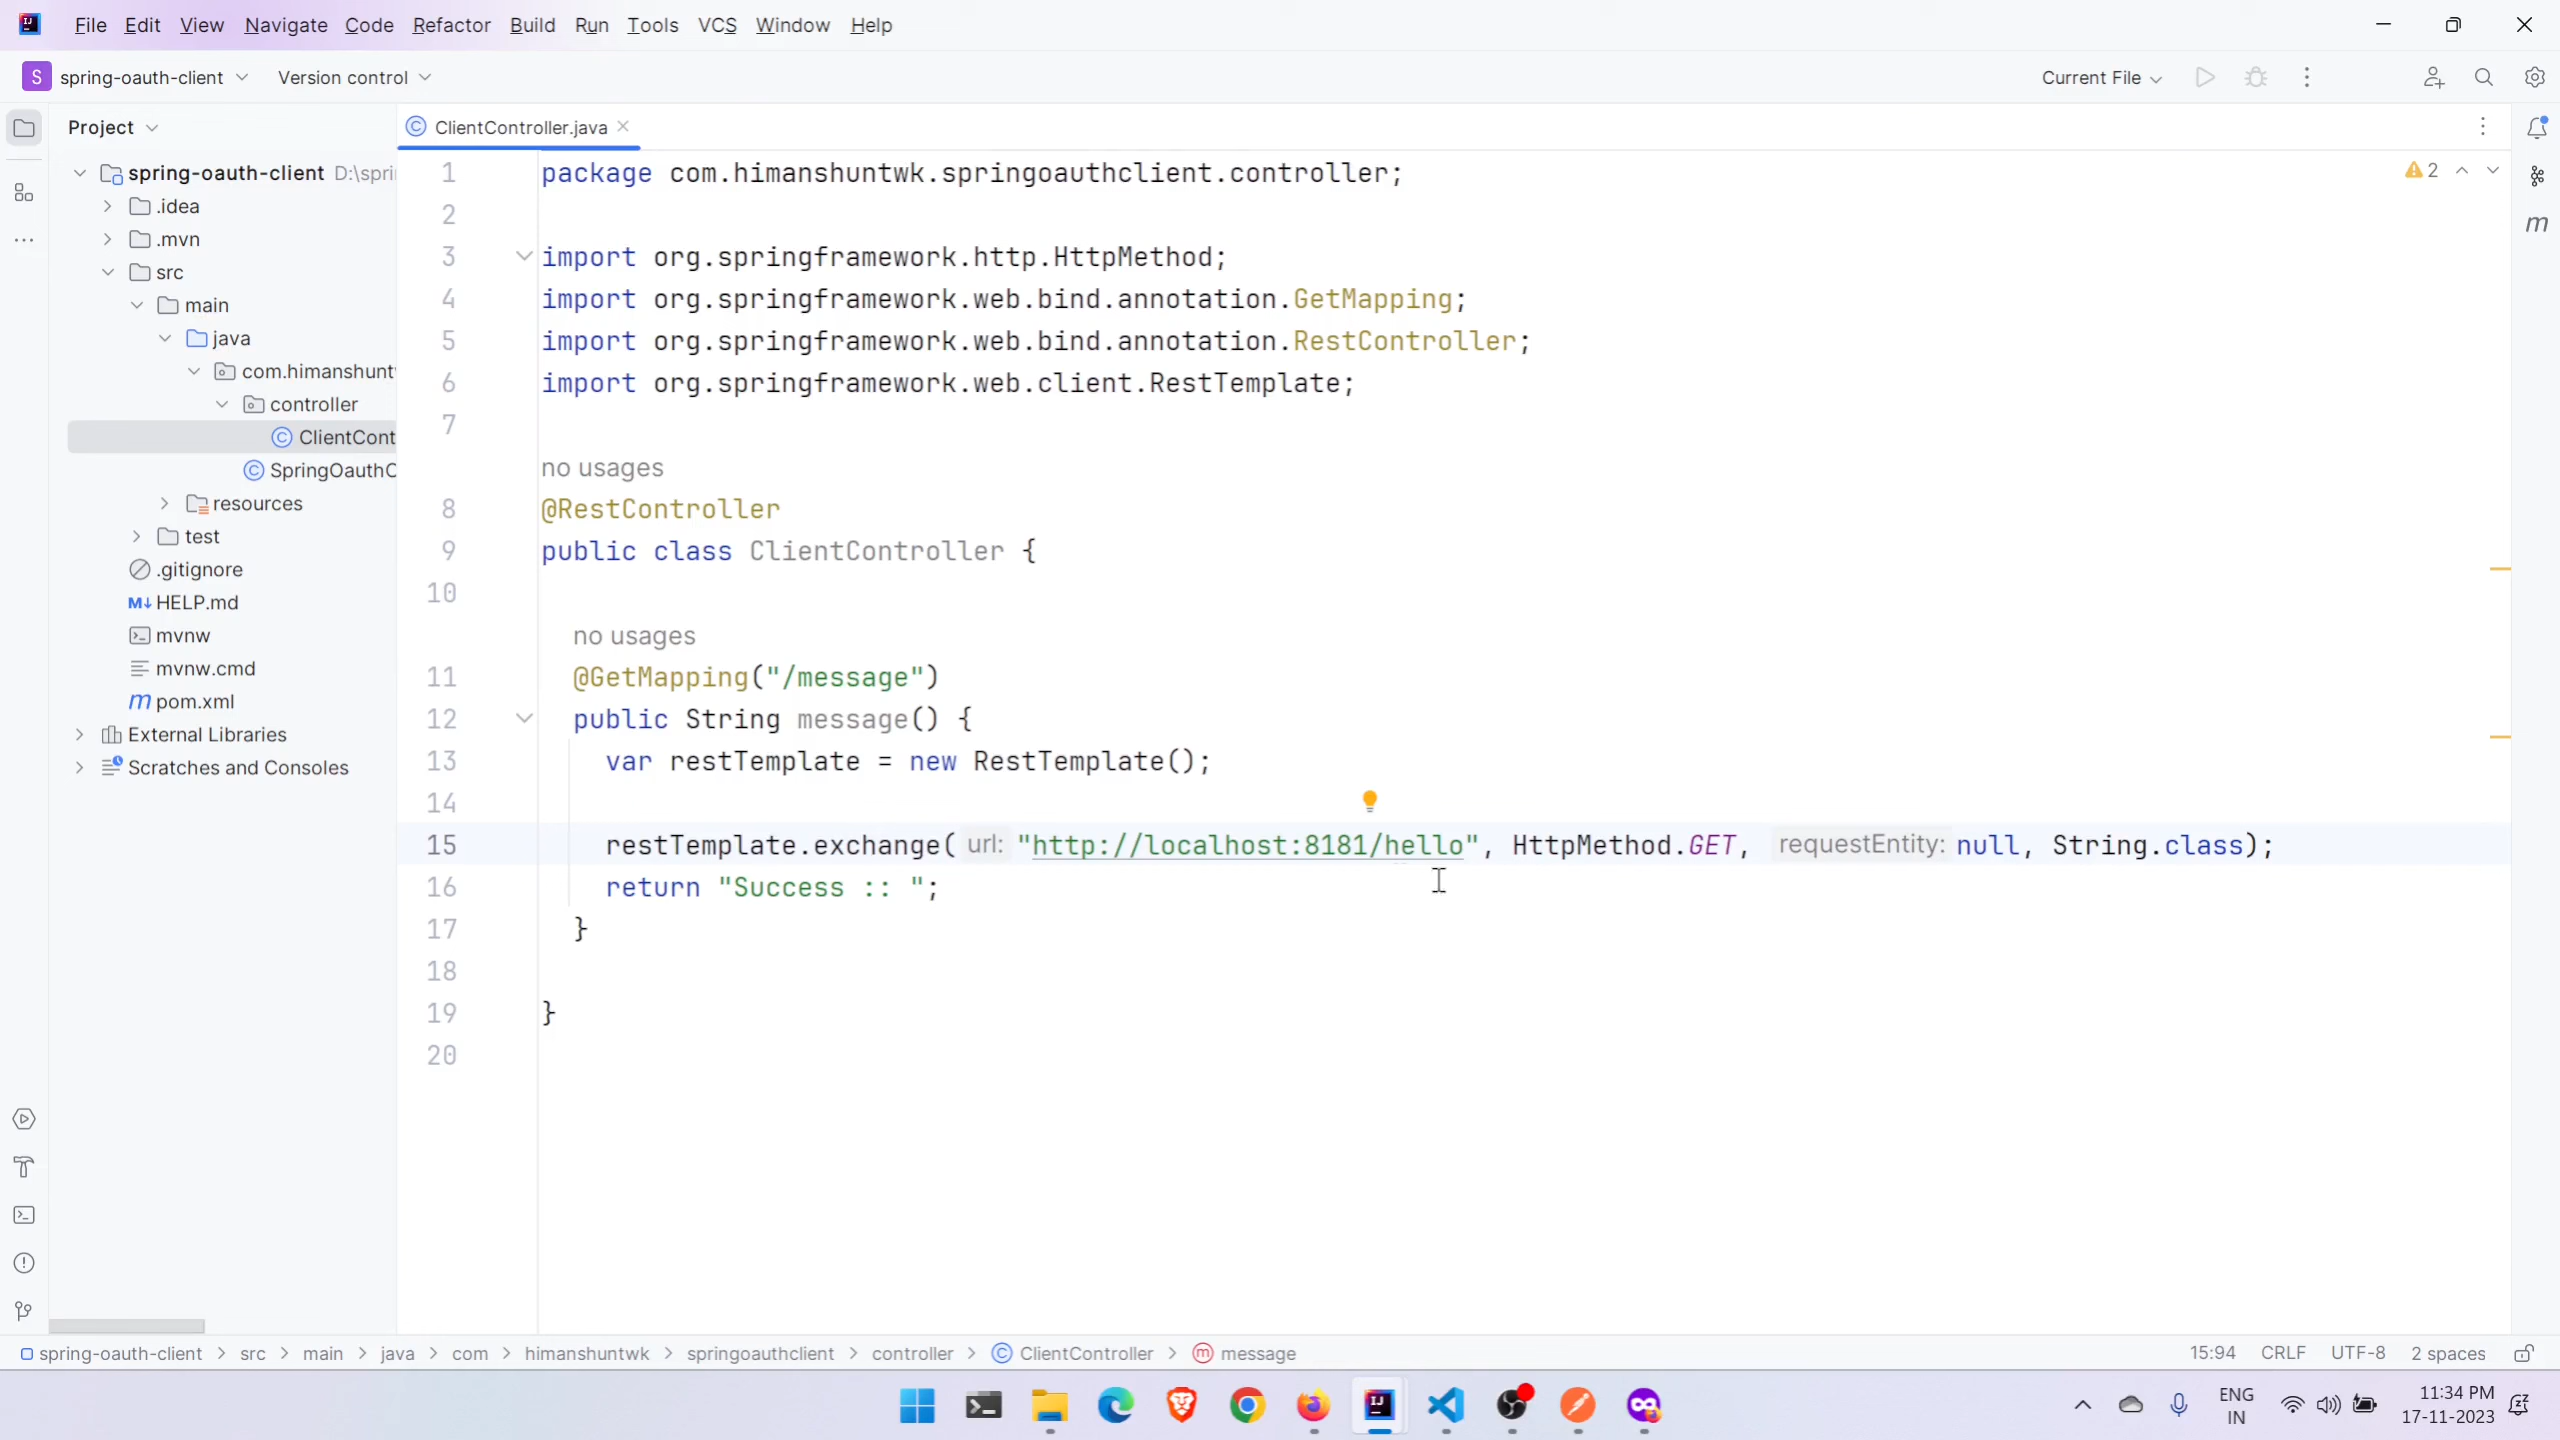 File Edit View Navigate Code Refactor Build Run Tools VCS Window Help
S spring-oauth-client Version control Current File
Project
ClientController.java
spring-oauth-client D:\spri
.idea
.mvn
src
main
java
com.himanshunt
controller
ClientCont
SpringOauthC
resources
test
.gitignore
M↓ HELP.md
mvnw
mvnw.cmd
m pom.xml
External Libraries
Scratches and Consoles
2
m
1 package com.himanshuntwk.springoauthclient.controller;
2
3 import org.springframework.http.HttpMethod;
4 import org.springframework.web.bind.annotation.GetMapping;
5 import org.springframework.web.bind.annotation.RestController;
6 import org.springframework.web.client.RestTemplate;
7
no usages
8 @RestController
9 public class ClientController {
10
no usages
11 @GetMapping("/message")
12 public String message() {
13 var restTemplate = new RestTemplate();
14
15 restTemplate.exchange( url: "http://localhost:8181/hello", HttpMethod.GET, requestEntity: null, String.class);
16 return "Success :: ";
17 }
18
19 }
20
spring-oauth-client > src > main > java > com > himanshuntwk > springoauthclient > controller > ClientController > message
15:94 CRLF UTF-8 2 spaces
ENG
IN
11:34 PM
17-11-2023